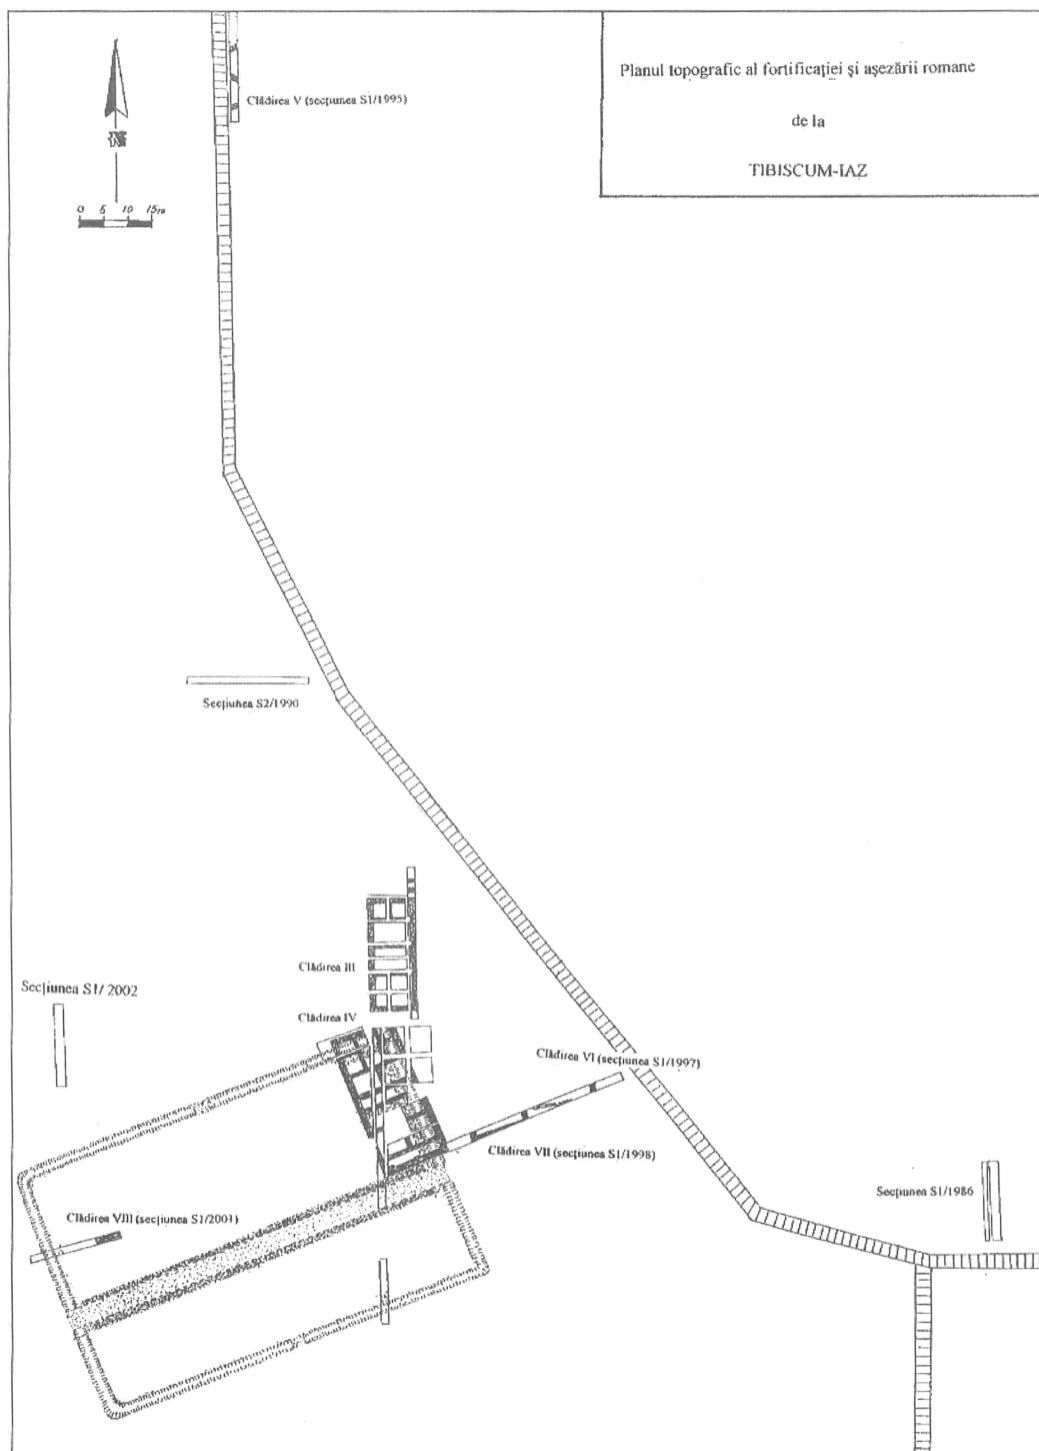 Planul topografic al fortificației și așezării romane
de la
TIBISCUM-IAZ
Clădirea V (secțiunea S1/1995)
N
0 5 10 15m
Secțiunea S2/1990
Clădirea III
Secțiunea S1/ 2002
Clădirea IV
Clădirea VI (secțiunea S1/1997)
Clădirea VII (secțiunea S1/1998)
Secțiunea S1/1986
Clădirea VIII (secțiunea S1/2001)